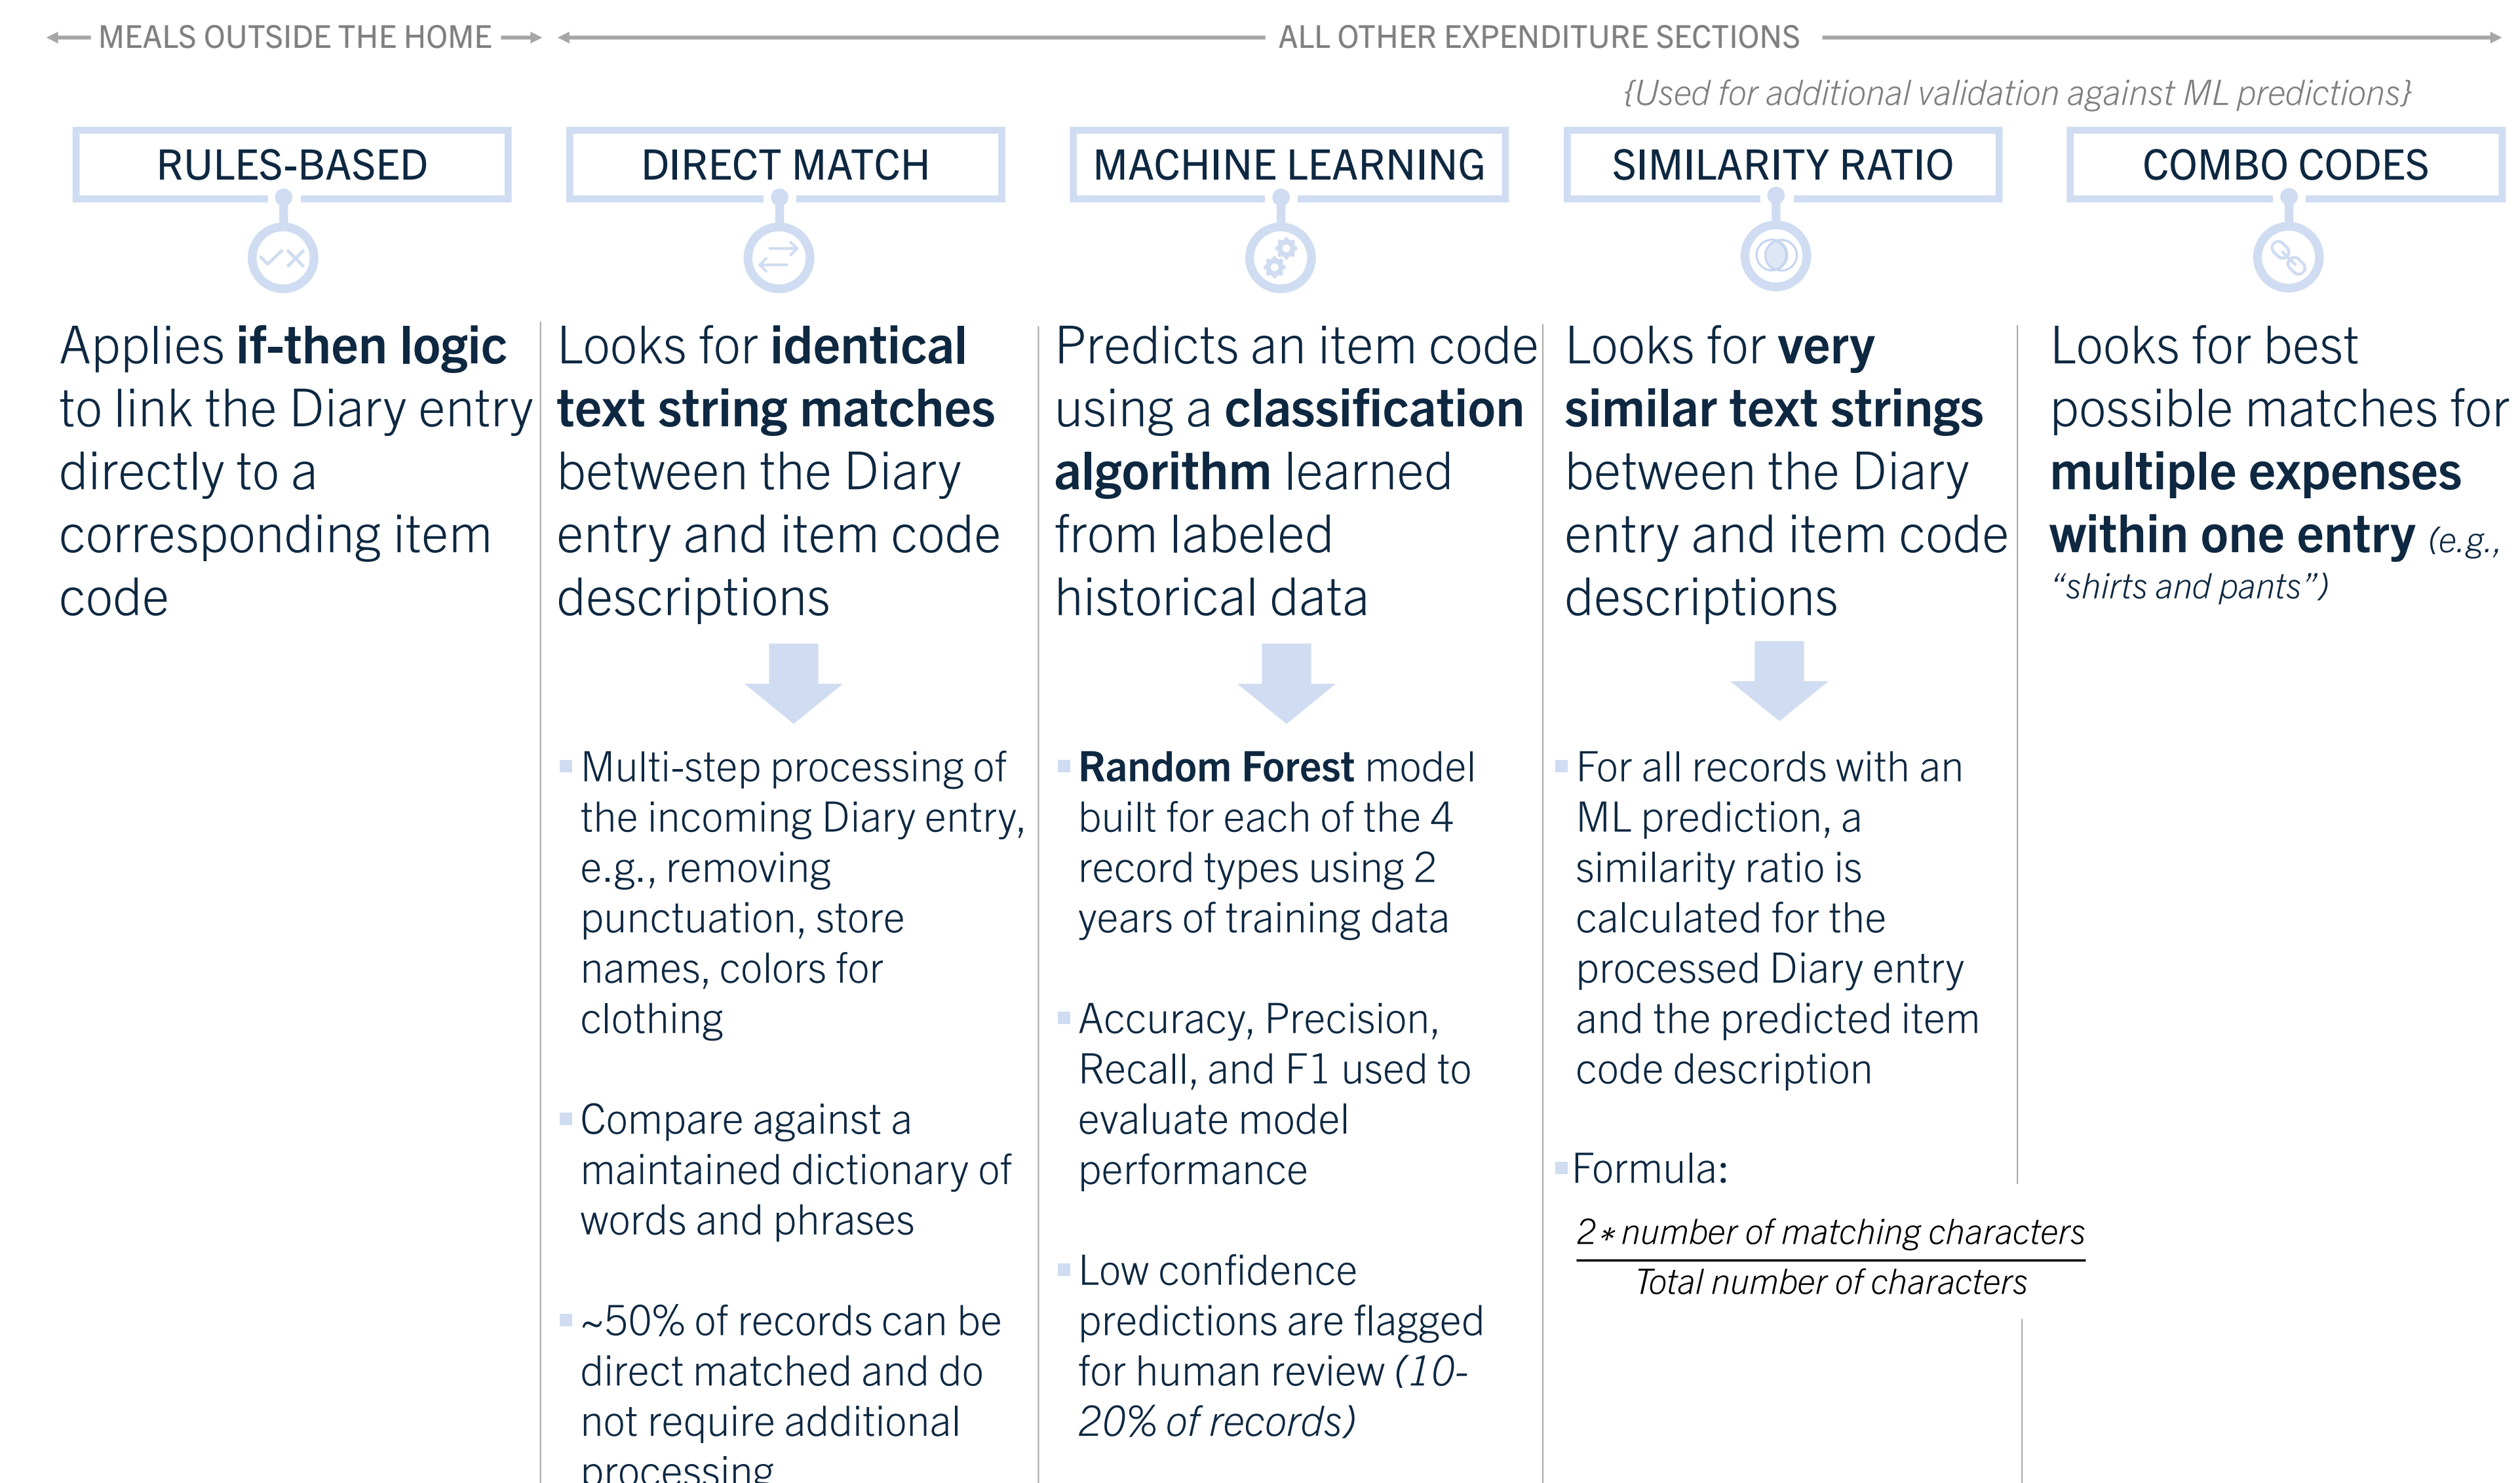 MEALS OUTSIDE THE HOME
ALL OTHER EXPENDITURE SECTIONS
{Used for additional validation against ML predictions}
RULES-BASED
Applies if-then logic
to link the Diary entry
directly to a
corresponding item
code
DIRECT MATCH
Looks for identical
text string matches
between the Diary
entry and item code
descriptions
▪Multi-step processing of
the incoming Diary entry,
e.g., removing
punctuation, store
names, colors for
clothing
▪Compare against a
maintained dictionary of
words and phrases
▪~50% of records can be
direct matched and do
not require additional
processing
MACHINE LEARNING
Predicts an item code
using a classification
algorithm learned
from labeled
historical data
▪Random Forest model
built for each of the 4
record types using 2
years of training data
▪Accuracy, Precision,
Recall, and F1 used to
evaluate model
performance
▪Low confidence
predictions are flagged
for human review (10-
20% of records)
SIMILARITY RATIO
Looks for very
similar text strings
between the Diary
entry and item code
descriptions
▪For all records with an
ML prediction, a
similarity ratio is
calculated for the
processed Diary entry
and the predicted item
code description
▪Formula:
2* number of matching characters
Total number of characters
COMBO CODES
Looks for best
possible matches for
multiple expenses
within one entry (e.g.,
“shirts and pants”)